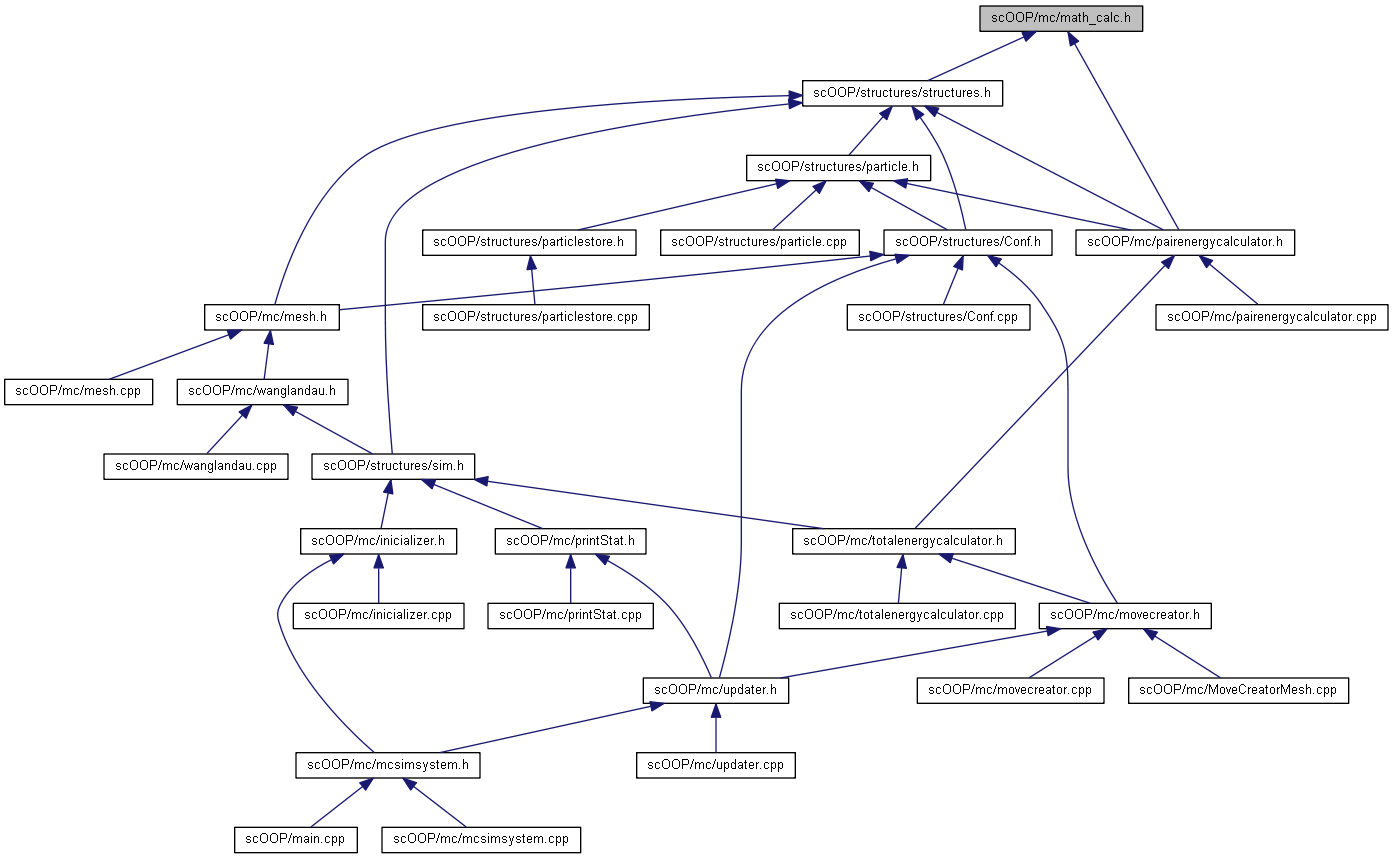 scOOP/mc/math_calc.h
scOOP/structures/structures.h
scOOP/structures/particle.h
scOOP/structures/particlestore.h
scOOP/structures/particle.cpp
scOOP/structures/Conf.h
scOOP/mc/pairenergycalculator.h
scOOP/mc/mesh.h
scOOP/structures/particlestore.cpp
scOOP/structures/Conf.cpp
scOOP/mc/pairenergycalculator.cpp
scOOP/mc/mesh.cpp
scOOP/mc/wanglandau.h
scOOP/mc/wanglandau.cpp
scOOP/structures/sim.h
scOOP/mc/inicializer.h
scOOP/mc/printStat.h
scOOP/mc/totalenergycalculator.h
scOOP/mc/inicializer.cpp
scOOP/mc/printStat.cpp
scOOP/mc/totalenergycalculator.cpp
scOOP/mc/movecreator.h
scOOP/mc/updater.h
scOOP/mc/movecreator.cpp
scOOP/mc/MoveCreatorMesh.cpp
scOOP/mc/mcsimsystem.h
scOOP/mc/updater.cpp
scOOP/main.cpp
scOOP/mc/mcsimsystem.cpp